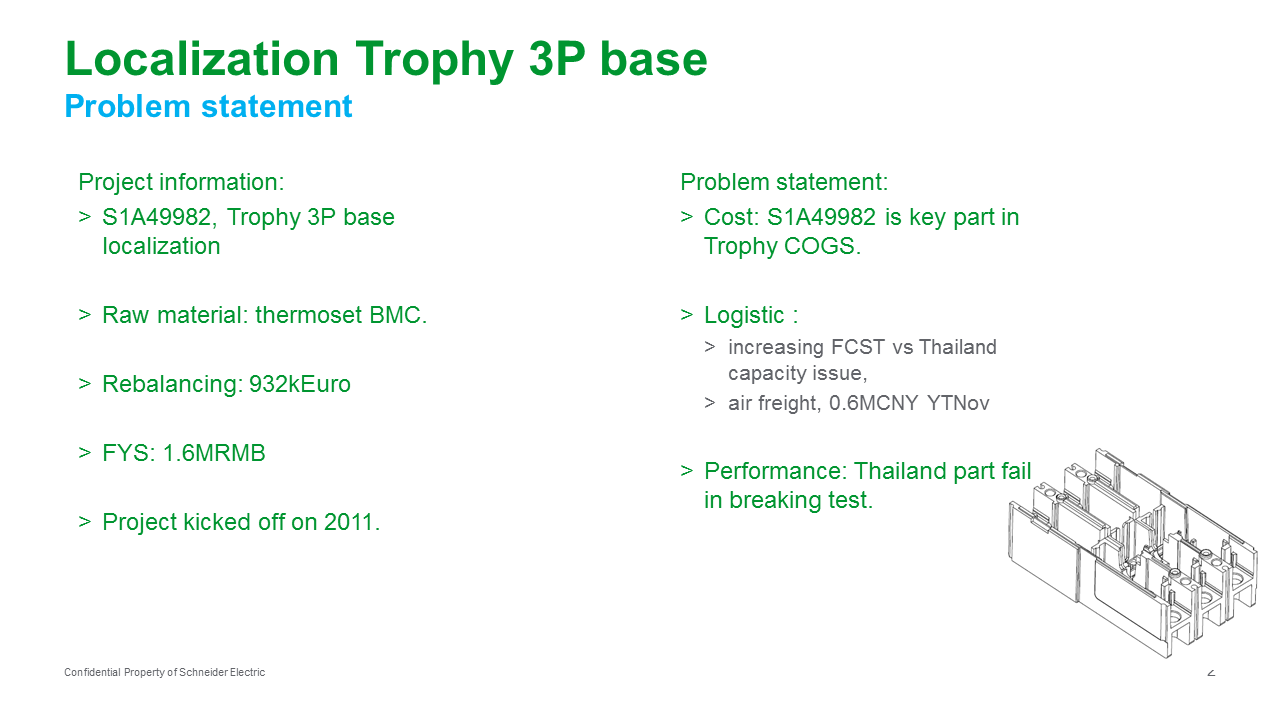 Localization Trophy 3P base
Problem statement
Project information:
> S1A49982, Trophy 3P base
localization
> Raw material: thermoset BMC.
> Rebalancing: 932kEuro
> FYS: 1.6MRMB
> Project kicked off on 2011.
Problem statement:
> Cost: S1A49982 is key part in
Trophy COGS.
> Logistic :
> increasing FCST vs Thailand
capacity issue,
> air freight, 0.6MCNY YTNov
> Performance: Thailand part fail
in breaking test.
Confidential Property of Schneider Electric
2